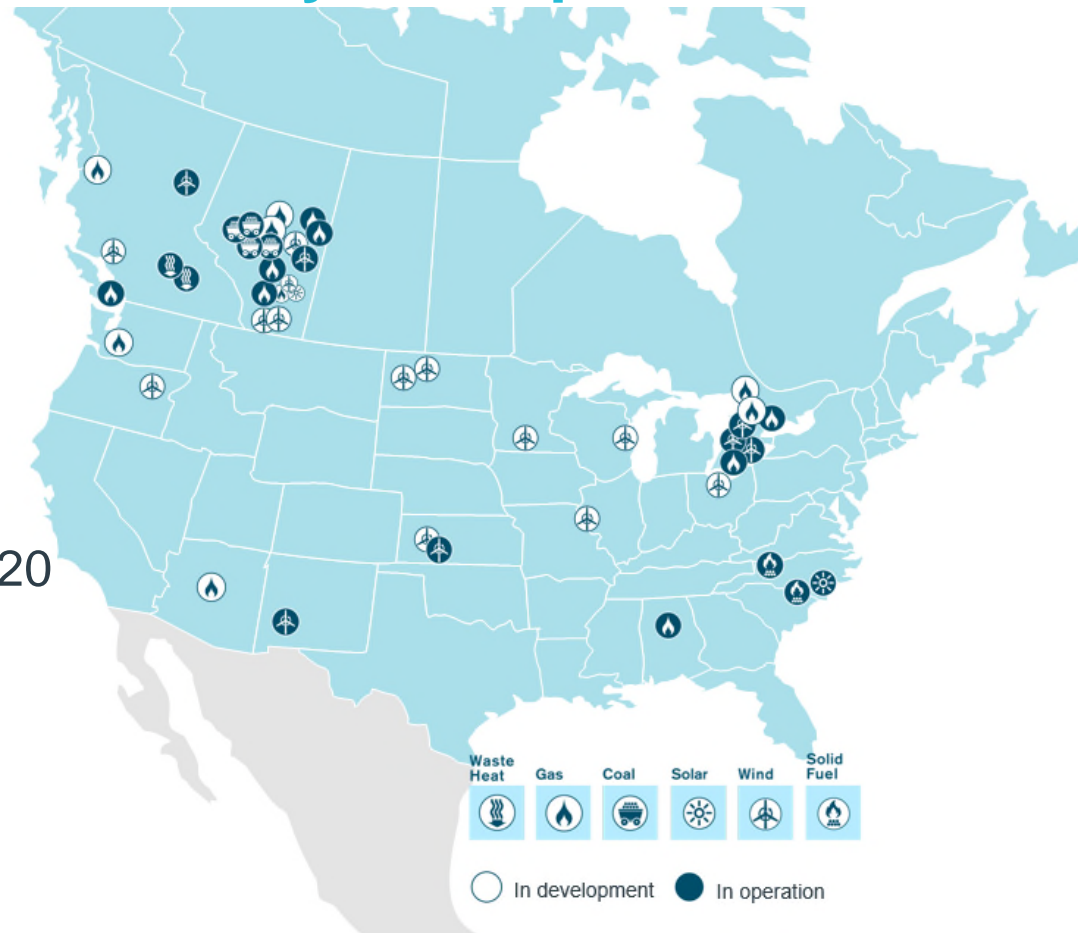 20
Waste
Heat
Gas
Coal
Solar
Wind
Solid
Fuel
In development
In operation